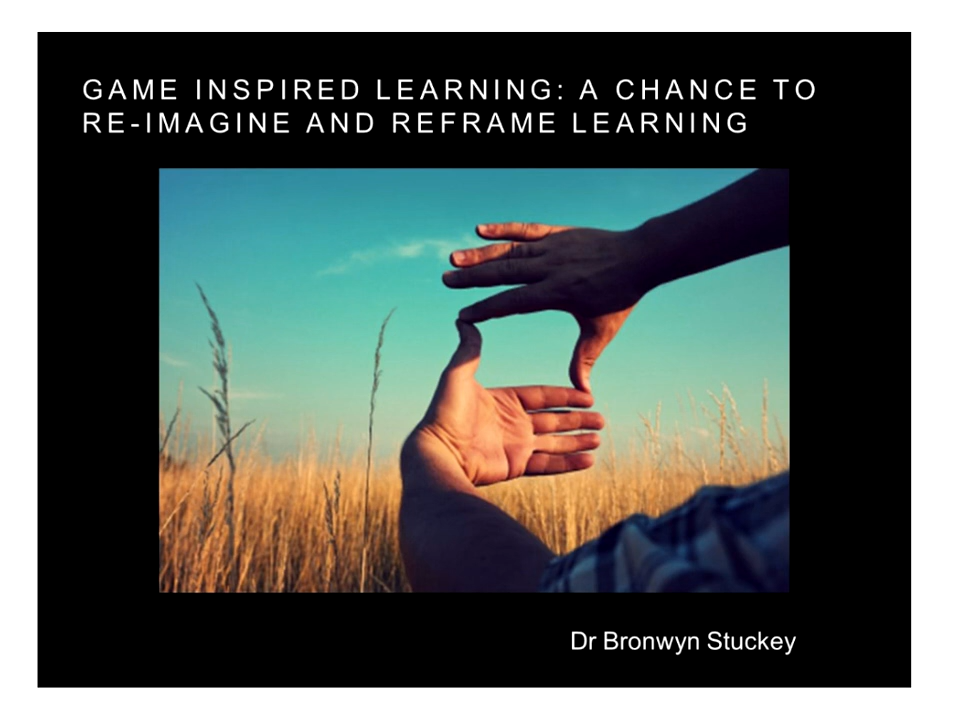 GAME INSPIRED LEARNING: A CHANCE TO
RE-IMAGINE AND REFRAME LEARNING
Dr Bronwyn Stuckey